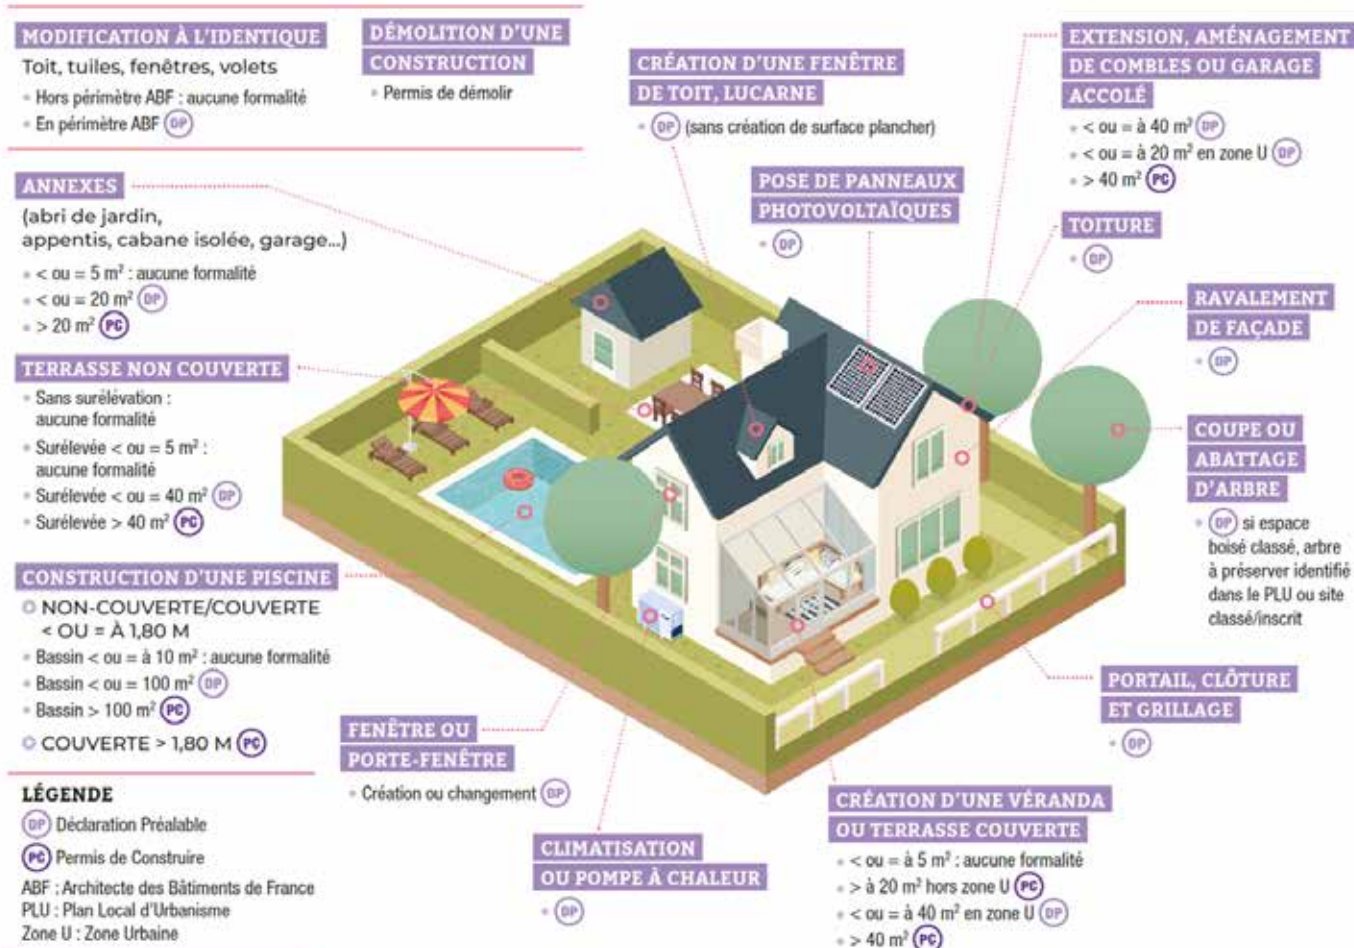 MODIFICATION À L'IDENTIQUE
Toit, tuiles, fenêtres, volets
• Hors périmètre ABF : aucune formalité
• En périmètre ABF DP
DÉMOLITION D'UNE
CONSTRUCTION
• Permis de démolir
CRÉATION D'UNE FENÊTRE
DE TOIT, LUCARNE
• DP (sans création de surface plancher)
POSE DE PANNEAUX
PHOTOVOLTAÏQUES
• DP
EXTENSION, AMÉNAGEMENT
DE COMBLES OU GARAGE
ACCOLÉ
• < ou = à 40 m² DP
• < ou = à 20 m² en zone U DP
• > 40 m² PC
TOITURE
• DP
RAVALEMENT
DE FAÇADE
• DP
COUPE OU
ABATTAGE
D'ARBRE
• DP si espace
boisé classé, arbre
à préserver identifié
dans le PLU ou site
classé/inscrit
ANNEXES
(abri de jardin,
appentis, cabane isolée, garage...)
• < ou = 5 m² : aucune formalité
• < ou = 20 m² DP
• > 20 m² PC
TERRASSE NON COUVERTE
• Sans surélévation :
aucune formalité
• Surélevée < ou = 5 m² :
aucune formalité
• Surélevée < ou = 40 m² DP
• Surélevée > 40 m² PC
CONSTRUCTION D'UNE PISCINE
NON-COUVERTE/COUVERTE
< OU = À 1,80 M
• Bassin < ou = à 10 m² : aucune formalité
• Bassin < ou = 100 m² DP
• Bassin > 100 m² PC
COUVERTE > 1,80 M PC
FENÊTRE OU
PORTE-FENÊTRE
• Création ou changement DP
CLIMATISATION
OU POMPE À CHALEUR
• DP
PORTAIL, CLÔTURE
ET GRILLAGE
• DP
CRÉATION D'UNE VÉRANDA
OU TERRASSE COUVERTE
• < ou = à 5 m² : aucune formalité
• > à 20 m² hors zone U PC
• < ou = à 40 m² en zone U DP
• > 40 m² PC
LÉGENDE
DP Déclaration Préalable
PC Permis de Construire
ABF : Architecte des Bâtiments de France
PLU : Plan Local d'Urbanisme
Zone U : Zone Urbaine